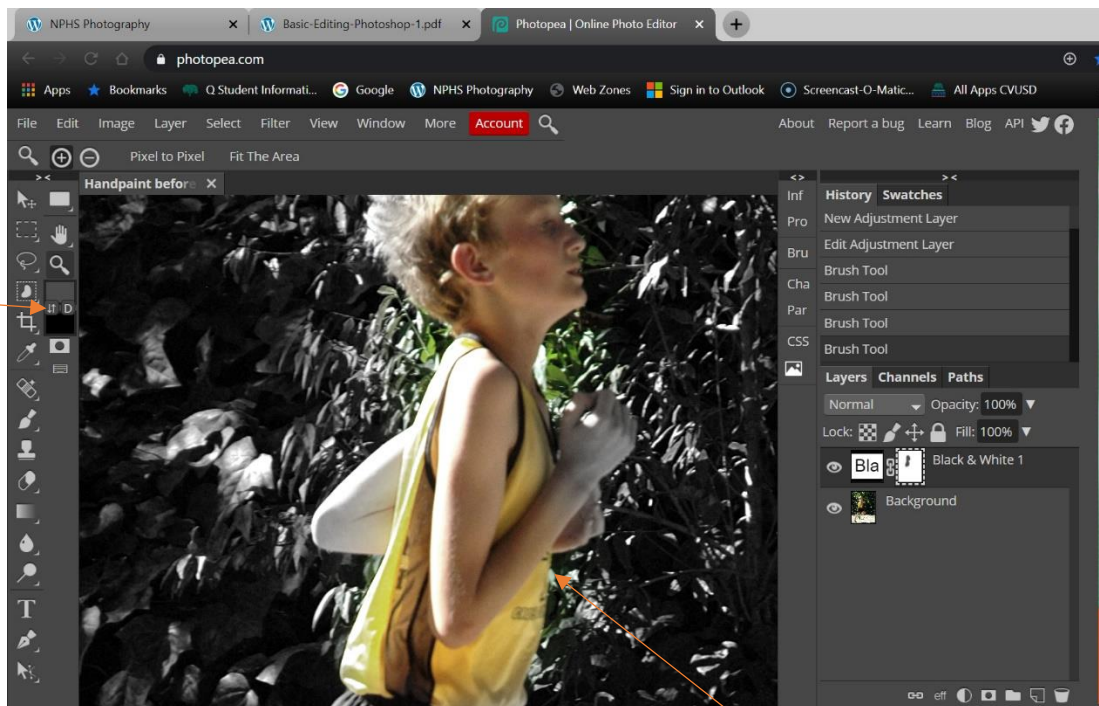 NPHS Photography
Basic-Editing-Photoshop-1.pdf
Photopea | Online Photo Editor
photopea.com
Apps Bookmarks Q Student Informati... Google NPHS Photography Web Zones Sign in to Outlook Screencast-O-Matic... All Apps CVUSD
File Edit Image Layer Select Filter View Window More Account About Report a bug Learn Blog API
Pixel to Pixel Fit The Area
Handpaint before
Inf
Pro
Bru
Cha
Par
CSS
D
T
History Swatches
New Adjustment Layer
Edit Adjustment Layer
Brush Tool
Brush Tool
Brush Tool
Brush Tool
Layers Channels Paths
Normal Opacity: 100%
Lock: Fill: 100%
Bla Black & White 1
Background
eff